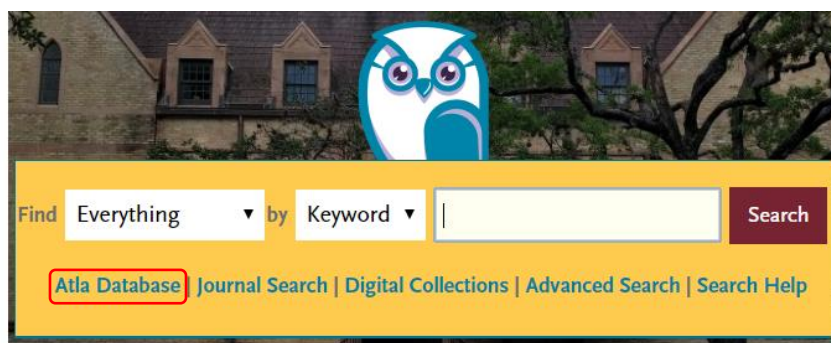 Find Everything by Keyword Search
Atla Database | Journal Search | Digital Collections | Advanced Search | Search Help